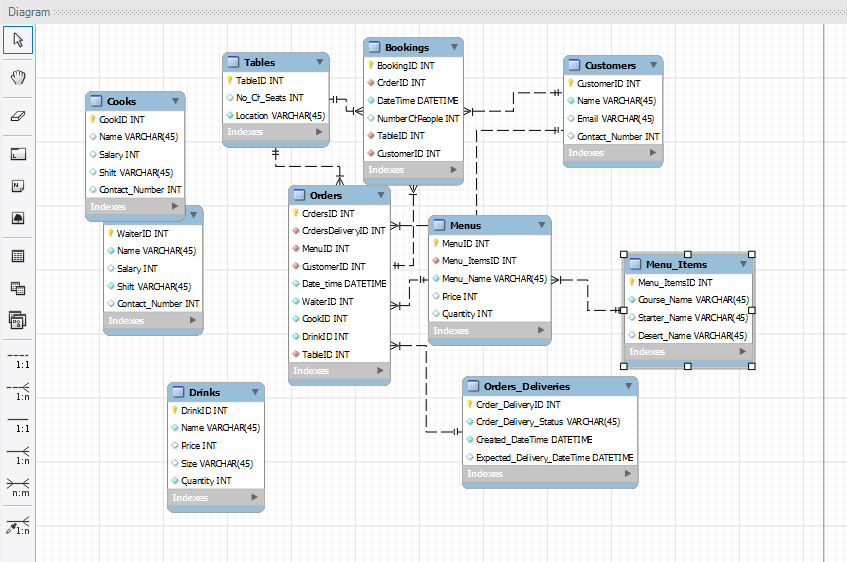 Diagram
Tables
TableID INT
No_Of_Seats INT
Location VARCHAR(45)
Indexes
Bookings
BookingID INT
OrderID INT
DateTime DATETIME
NumberOfPeople INT
TableID INT
CustomerID INT
Indexes
Customers
CustomerID INT
Name VARCHAR(45)
Email VARCHAR(45)
Contact_Number INT
Indexes
Cooks
CookID INT
Name VARCHAR(45)
Salary INT
Shift VARCHAR(45)
Contact_Number INT
Indexes
WaiterID INT
Name VARCHAR(45)
Salary INT
Shift VARCHAR(45)
Contact_Number INT
Indexes
Orders
OrdersID INT
OrdersDeliveryID INT
MenuID INT
CustomerID INT
Date_time DATETIME
WaiterID INT
CookID INT
DrinkID INT
TableID INT
Indexes
Menus
MenuID INT
Menu_ItemsID INT
Menu_Name VARCHAR(45)
Price INT
Quantity INT
Indexes
Menu_Items
Menu_ItemsID INT
Course_Name VARCHAR(45)
Starter_Name VARCHAR(45)
Desert_Name VARCHAR(45)
Indexes
Drinks
DrinkID INT
Name VARCHAR(45)
Price INT
Size VARCHAR(45)
Quantity INT
Indexes
Orders_Deliveries
Order_DeliveryID INT
Order_Delivery_Status VARCHAR(45)
Created_DateTime DATETIME
Expected_Delivery_DateTime DATETIME
Indexes
1:1
1:n
1:1
1:n
n:m
1:n